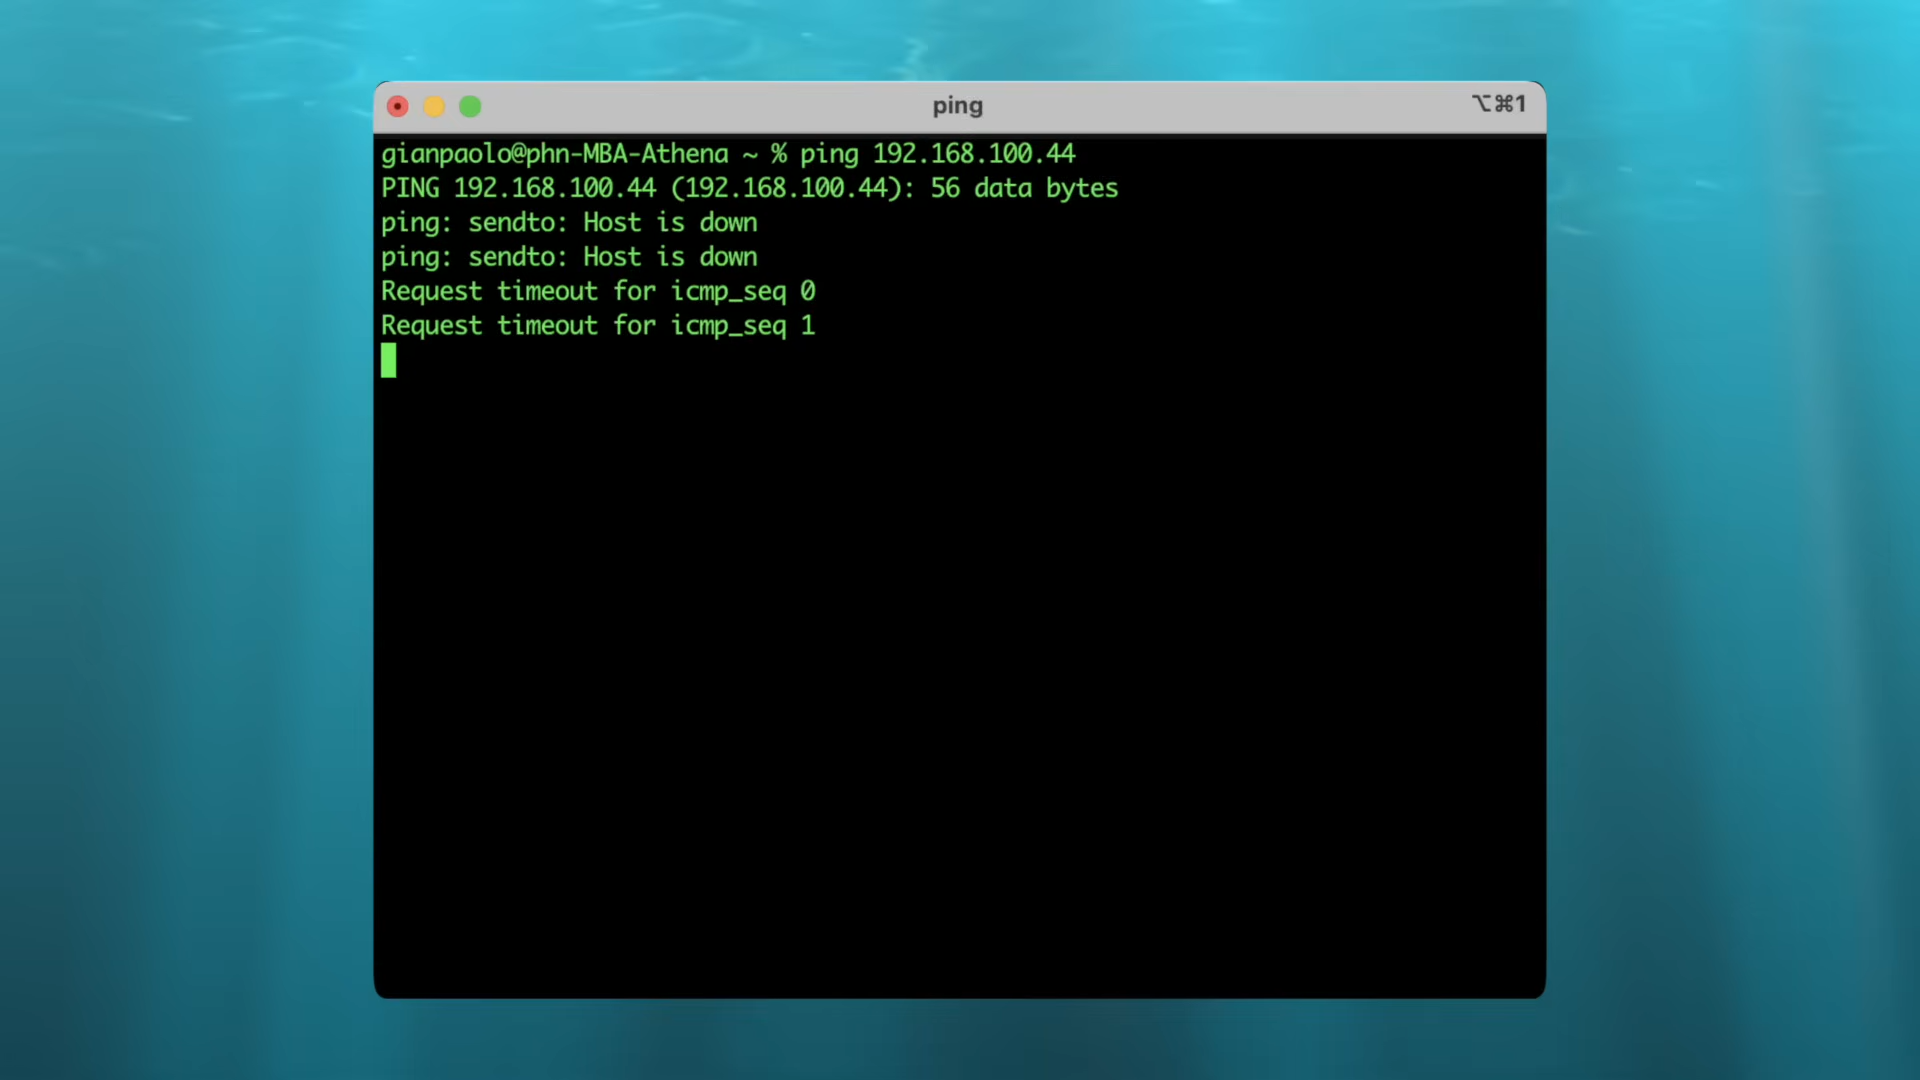 ping
⌥⌘1
gianpaolo@phn-MBA-Athena ~ % ping 192.168.100.44
PING 192.168.100.44 (192.168.100.44): 56 data bytes
ping: sendto: Host is down
ping: sendto: Host is down
Request timeout for icmp_seq 0
Request timeout for icmp_seq 1